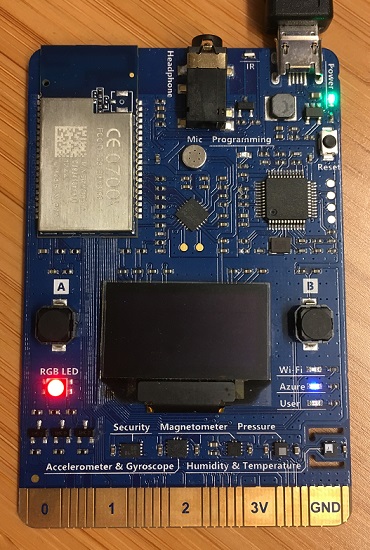 Headphone
IR
Power
Mic
Programming
Reset
A
B
RGB LED
Wi-Fi
Azure
User
Security Magnetometer Pressure
Accelerometer & Gyroscope Humidity & Temperature
0 1 2 3V GND